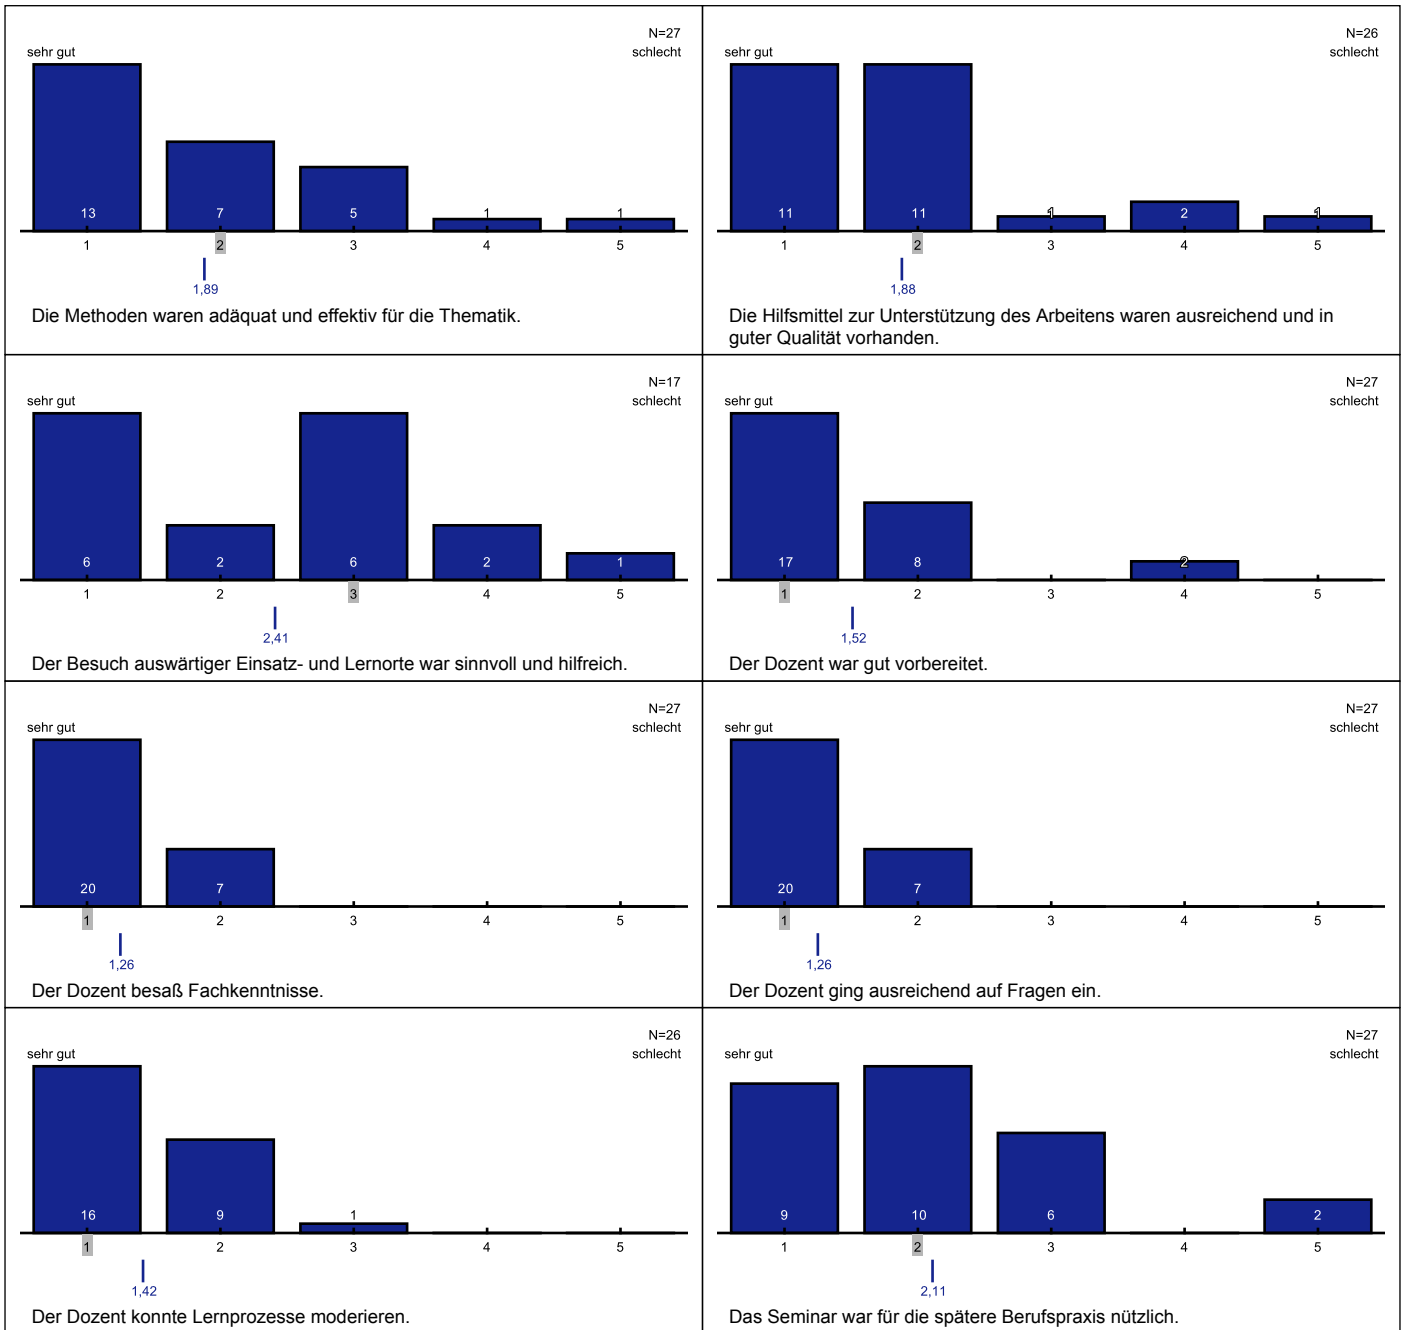 N=27
sehr gut schlecht
13 7 5 1 1
1 2 3 4 5
1,89
Die Methoden waren adäquat und effektiv für die Thematik.
N=26
sehr gut schlecht
11 11 1 2 1
1 2 3 4 5
1,88
Die Hilfsmittel zur Unterstützung des Arbeitens waren ausreichend und in
guter Qualität vorhanden.
N=17
sehr gut schlecht
6 2 6 2 1
1 2 3 4 5
2,41
Der Besuch auswärtiger Einsatz- und Lernorte war sinnvoll und hilfreich.
N=27
sehr gut schlecht
17 8 2
1 2 3 4 5
1,52
Der Dozent war gut vorbereitet.
N=27
sehr gut schlecht
20 7
1 2 3 4 5
1,26
Der Dozent besaß Fachkenntnisse.
N=27
sehr gut schlecht
20 7
1 2 3 4 5
1,26
Der Dozent ging ausreichend auf Fragen ein.
N=26
sehr gut schlecht
16 9 1
1 2 3 4 5
1,42
Der Dozent konnte Lernprozesse moderieren.
N=27
sehr gut schlecht
9 10 6 2
1 2 3 4 5
2,11
Das Seminar war für die spätere Berufspraxis nützlich.